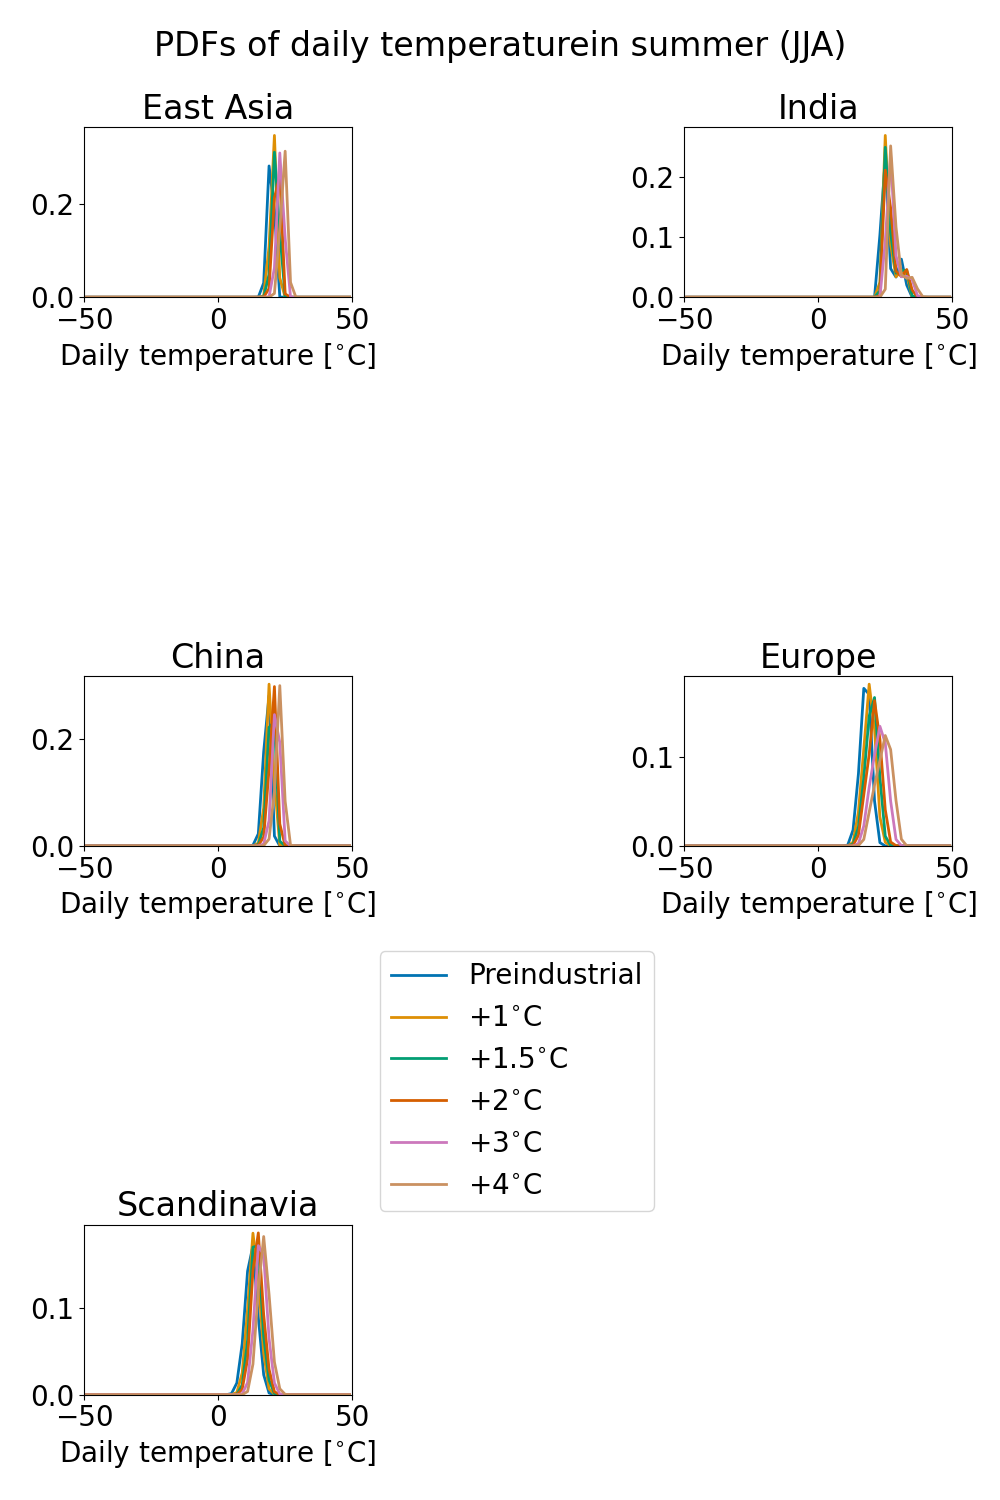 PDFs of daily temperaturein summer (JJA)
East Asia
0.2
0.0
−50 0 50
Daily temperature [°C]
India
0.2
0.1
0.0
−50 0 50
Daily temperature [°C]
China
0.2
0.0
−50 0 50
Daily temperature [°C]
Europe
0.1
0.0
−50 0 50
Daily temperature [°C]
Preindustrial
+1°C
+1.5°C
+2°C
+3°C
+4°C
Scandinavia
0.1
0.0
−50 0 50
Daily temperature [°C]